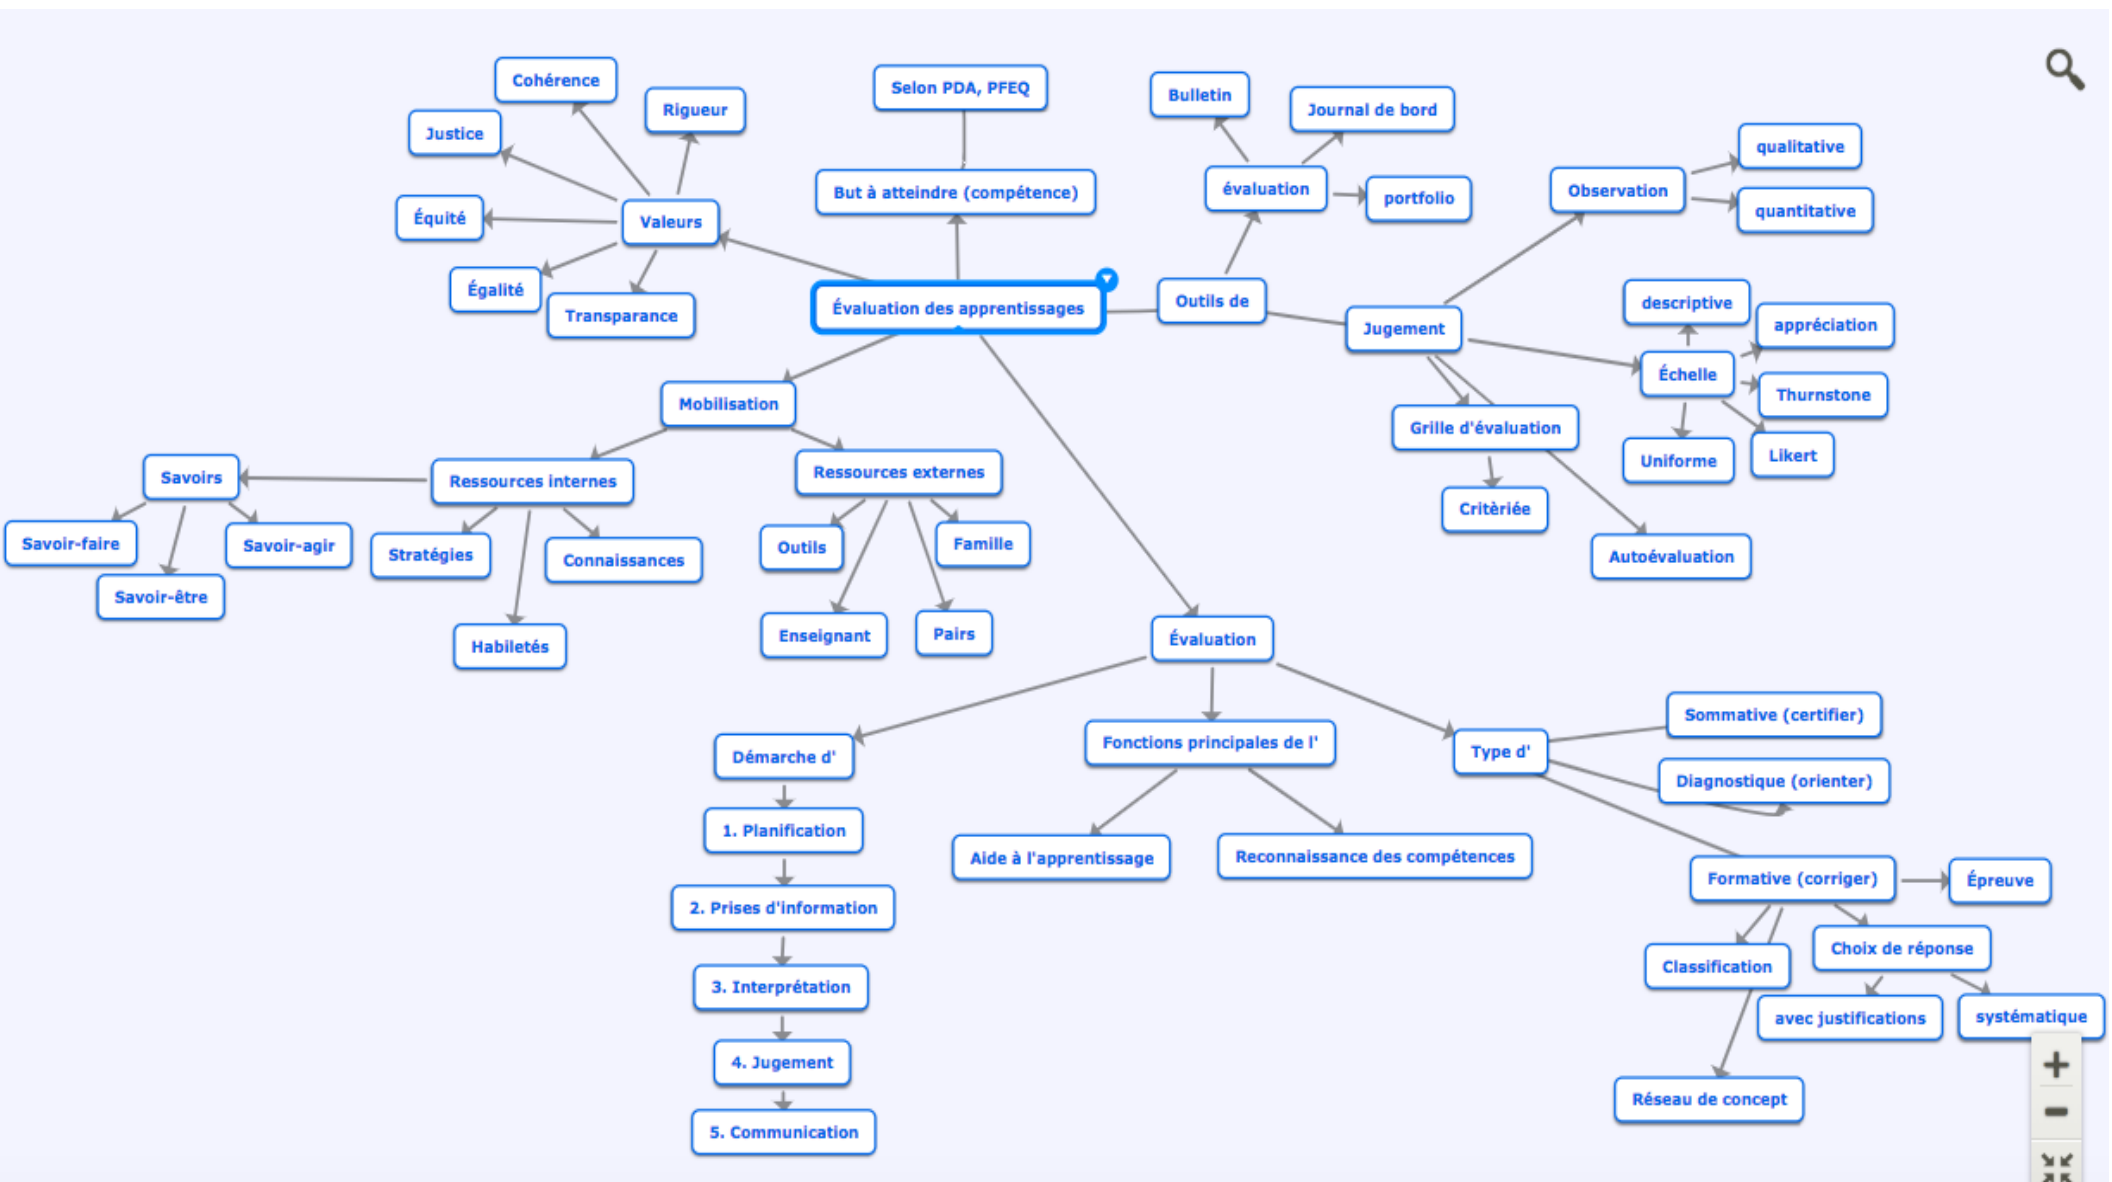 Cohérence
Rigueur
Justice
Équité
Valeurs
Égalité
Transparance
Selon PDA, PFEQ
But à atteindre (compétence)
Évaluation des apprentissages
Bulletin
Journal de bord
évaluation
portfolio
Outils de
Jugement
Observation
qualitative
quantitative
descriptive
appréciation
Échelle
Thurnstone
Uniforme
Likert
Grille d'évaluation
Critèriée
Autoévaluation
Mobilisation
Ressources internes
Savoirs
Savoir-faire
Savoir-être
Savoir-agir
Stratégies
Habiletés
Connaissances
Ressources externes
Outils
Famille
Enseignant
Pairs
Évaluation
Démarche d'
1. Planification
2. Prises d'information
3. Interprétation
4. Jugement
5. Communication
Fonctions principales de l'
Aide à l'apprentissage
Reconnaissance des compétences
Type d'
Sommative (certifier)
Diagnostique (orienter)
Formative (corriger)
Épreuve
Classification
Choix de réponse
avec justifications
systématique
Réseau de concept